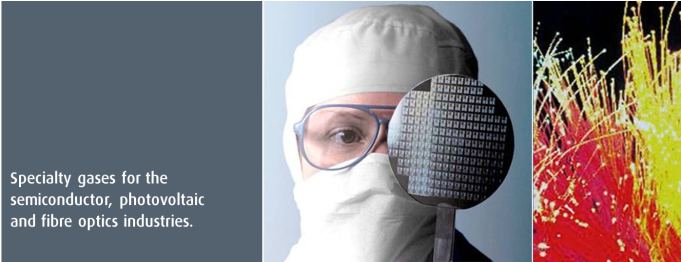 Specialty gases for the
semiconductor, photovoltaic
and fibre optics industries.